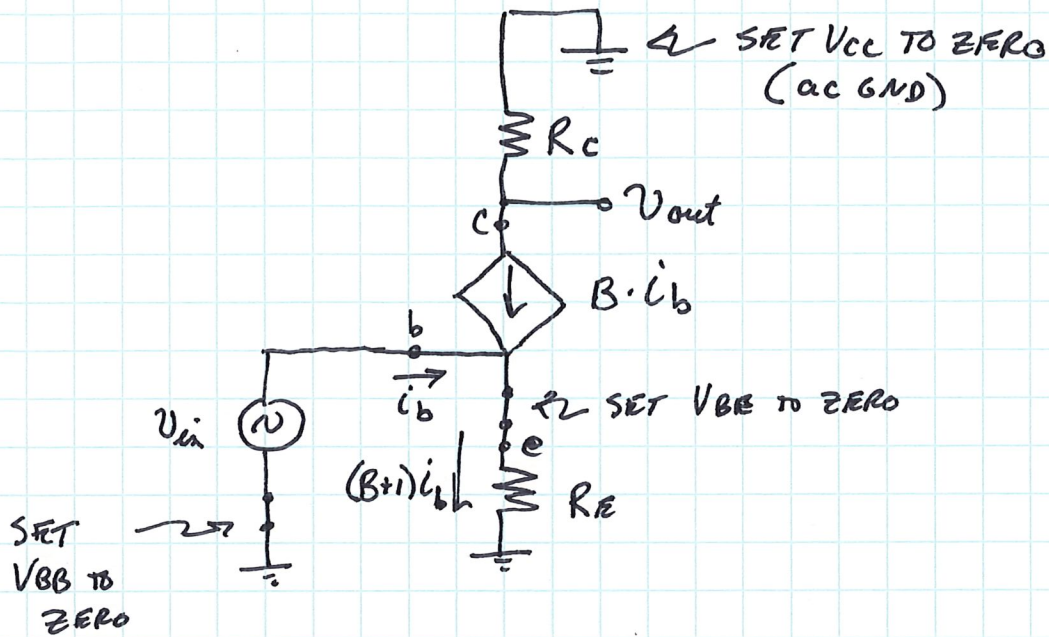 SET VCC TO ZERO
(ac GND)
RC
Vout
C
B·ib
b
ib
SET VBE TO ZERO
Vin
e
(B+1)ib
RE
SET
VBB TO
ZERO